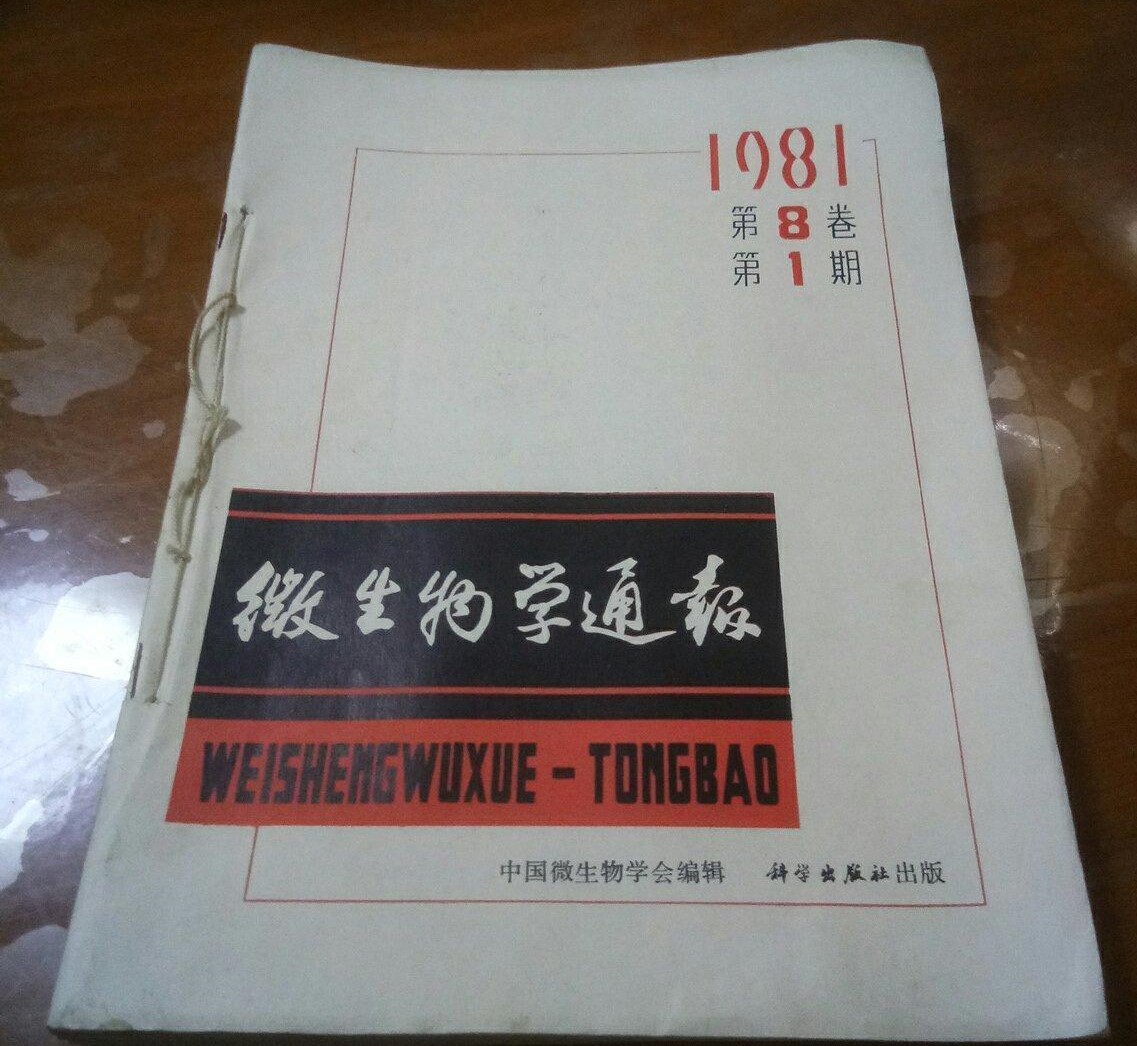 1981
第8卷
第1期
微生物学通报
WEISHENGWUXUE - TONGBAO
中国微生物学会编辑 科学出版社出版